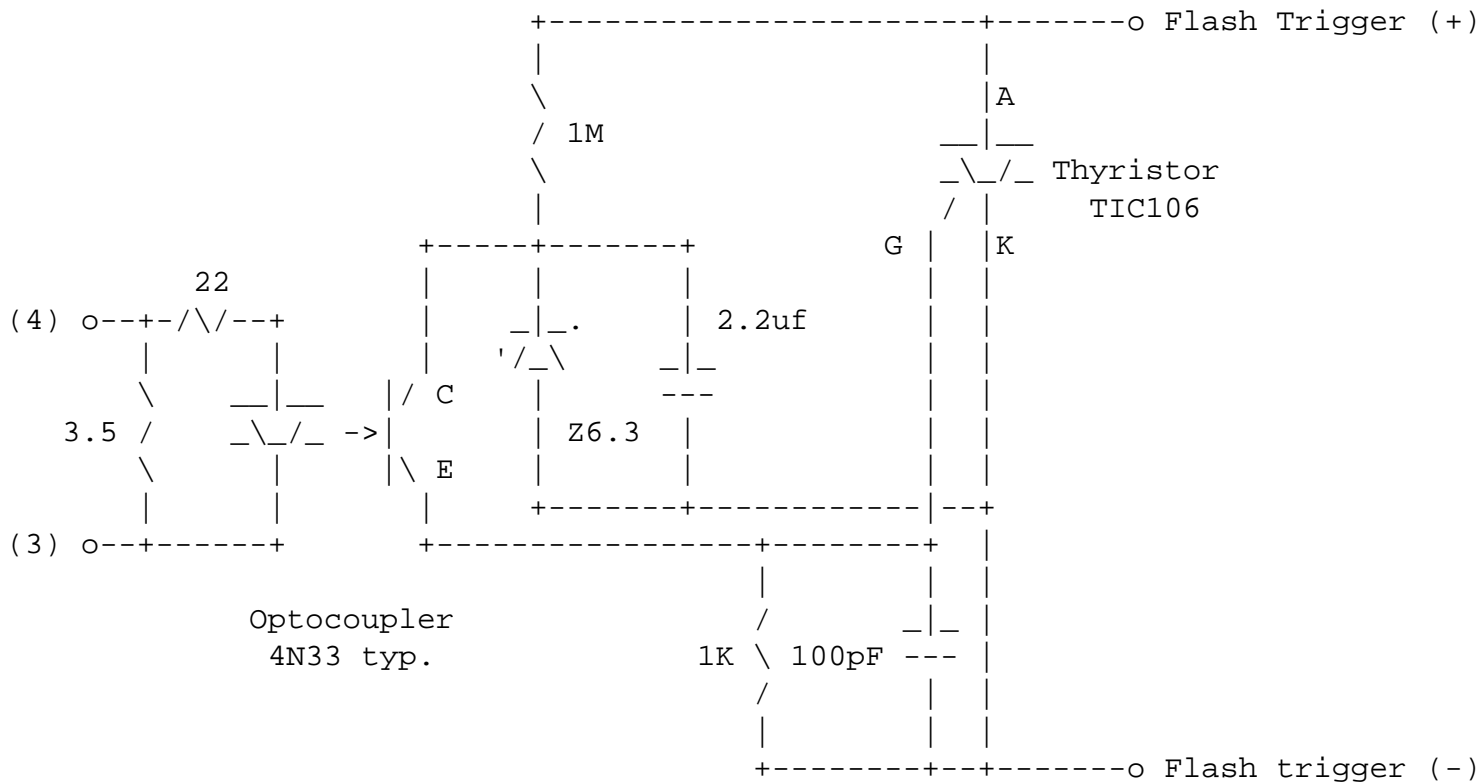 Flash Trigger (+)
A
1M
Thyristor
TIC106
G K
22
(4) 2.2uf
C
3.5 Z6.3
E
(3)
Optocoupler
4N33 typ. 1K 100pF
Flash trigger (-)